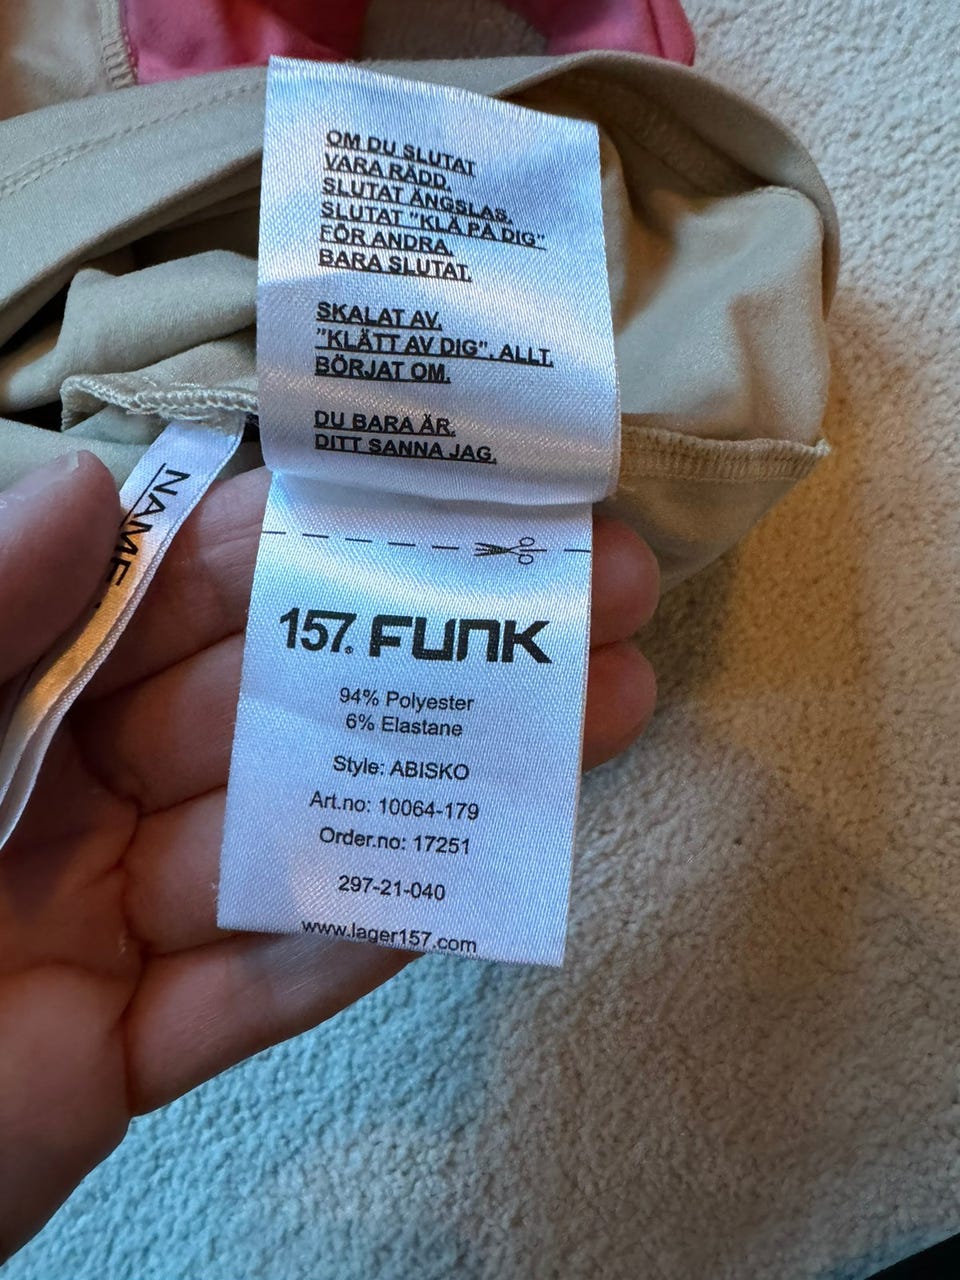 OM DU SLUTAT
VARA RÄDD.
SLUTAT ÄNGSLAS.
SLUTAT "KLÄ PÅ DIG"
FÖR ANDRA.
BARA SLUTAT.
SKALAT AV.
"KLÄTT AV DIG". ALLT.
BÖRJAT OM.
DU BARA ÄR.
DITT SANNA JAG.
NAME
157. FUNK
94% Polyester
6% Elastane
Style: ABISKO
Art.no: 10064-179
Order.no: 17251
297-21-040
www.lager157.com